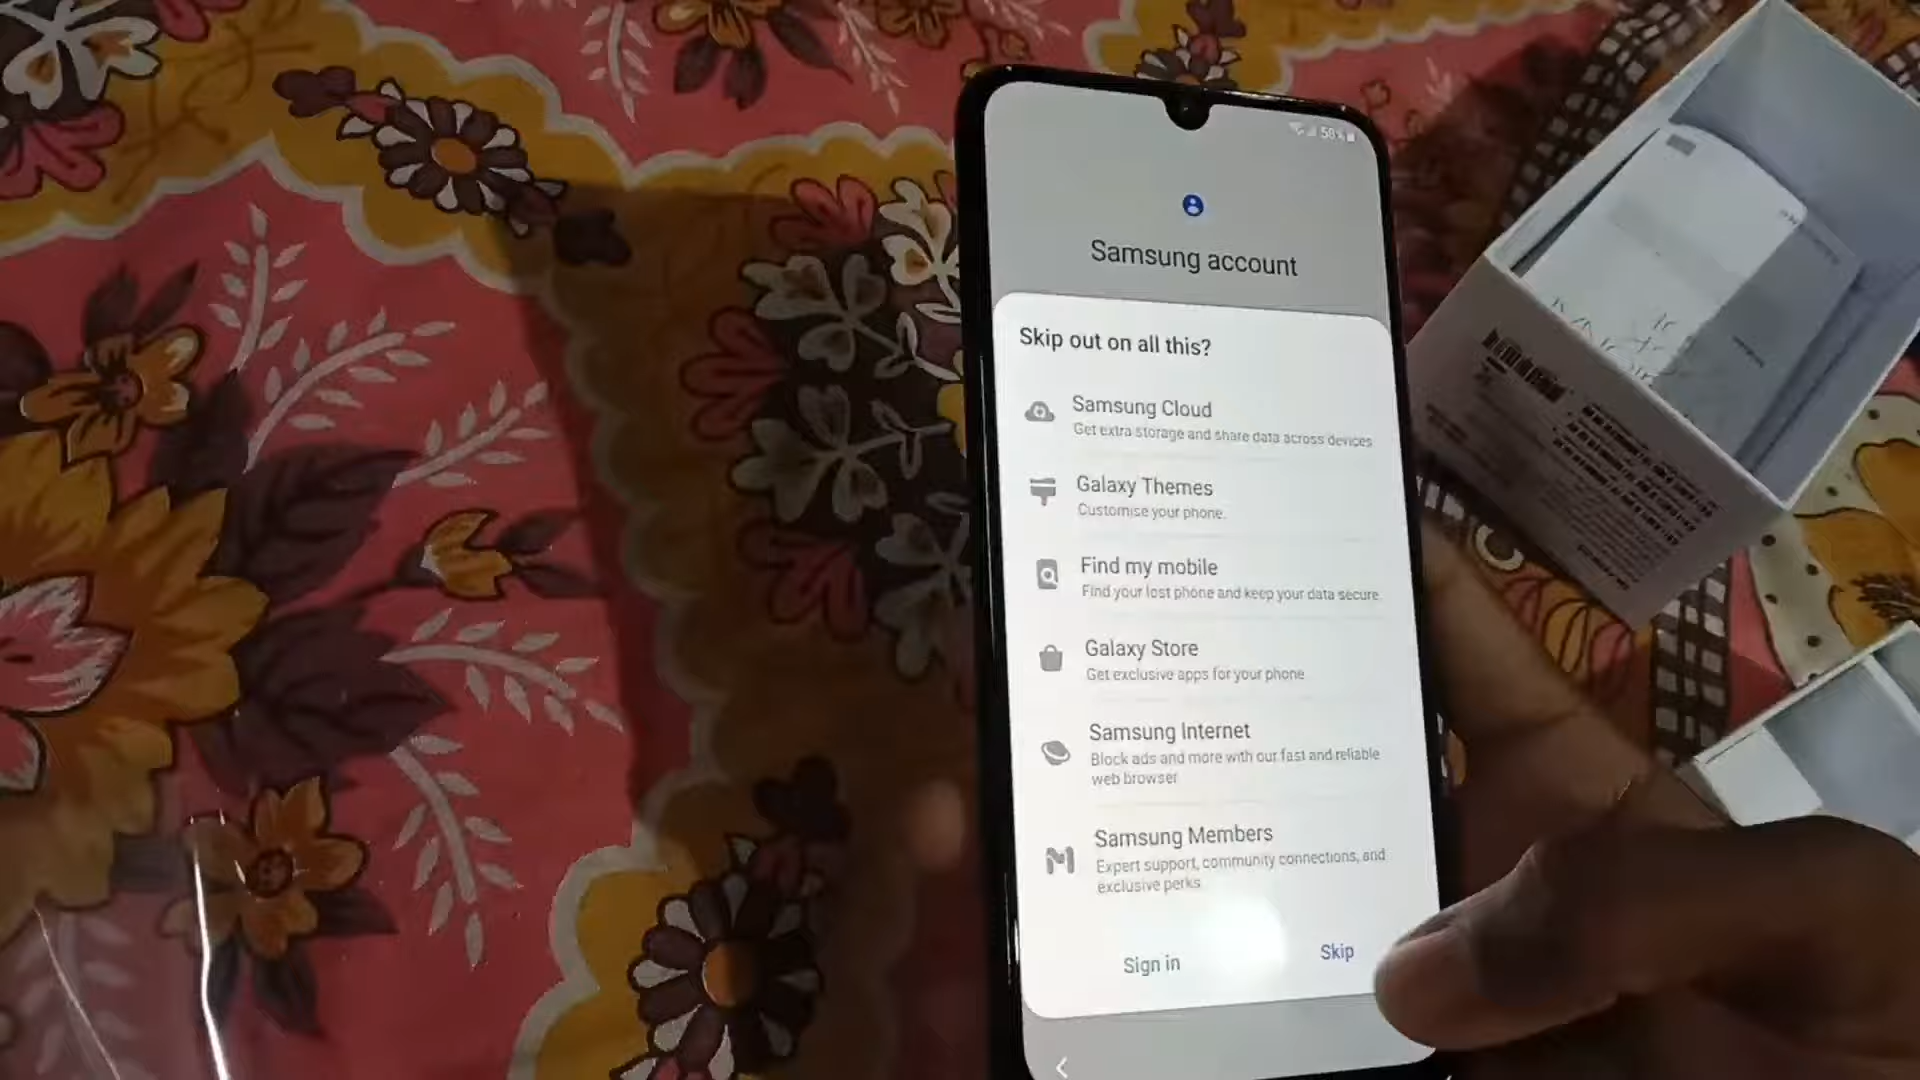 Samsung account
Skip out on all this?
Samsung Cloud
Get extra storage and share data across devices
Galaxy Themes
Customise your phone.
Find my mobile
Find your lost phone and keep your data secure.
Galaxy Store
Get exclusive apps for your phone
Samsung Internet
Block ads and more with our fast and reliable
web browser
Samsung Members
Expert support, community connections, and
exclusive perks
Sign in
Skip